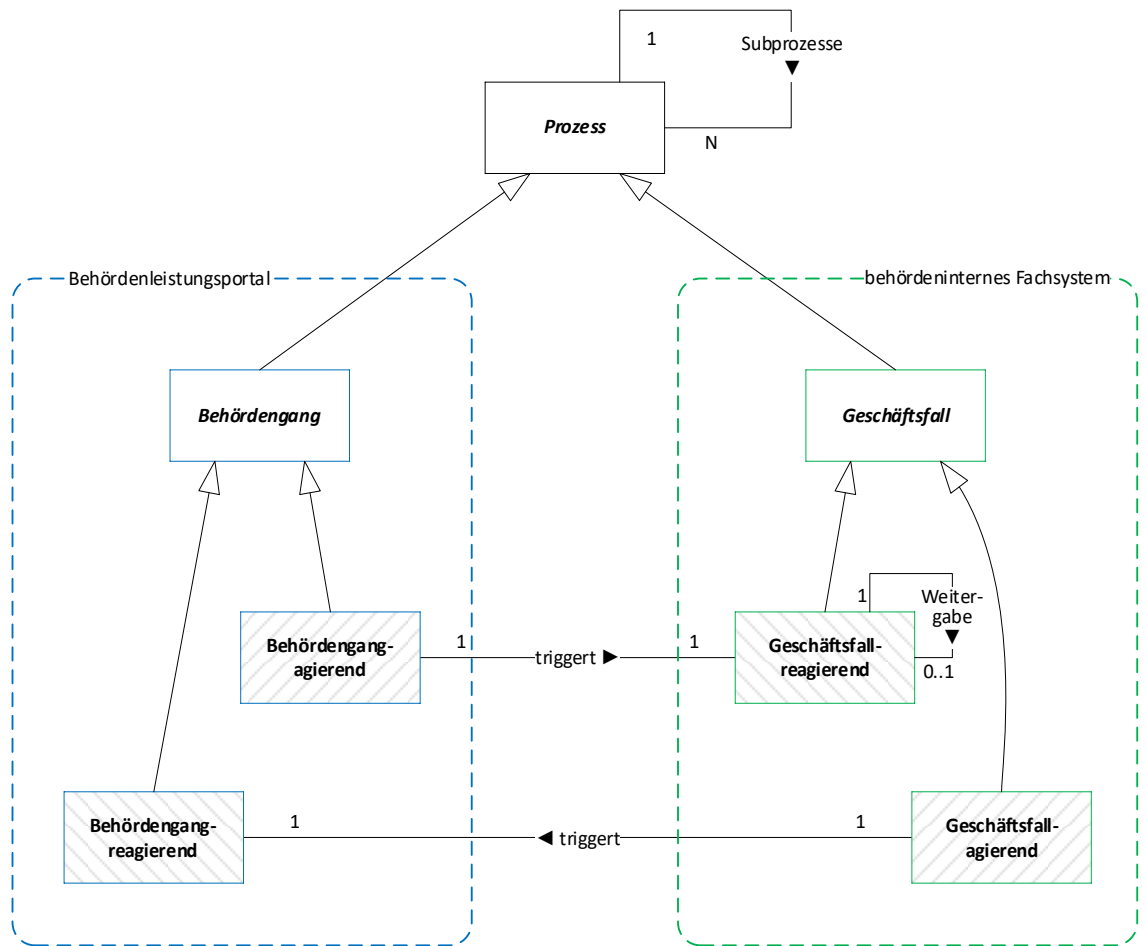 1
Subprozesse
Prozess
N
Behördenleistungsportal
behördeninternes Fachsystem
Behördengang
Geschäftsfall
1
Weiter-
gabe
Behördengang-
agierend
1
triggert
1
Geschäftsfall-
reagierend
0..1
Behördengang-
reagierend
1
triggert
1
Geschäftsfall-
agierend